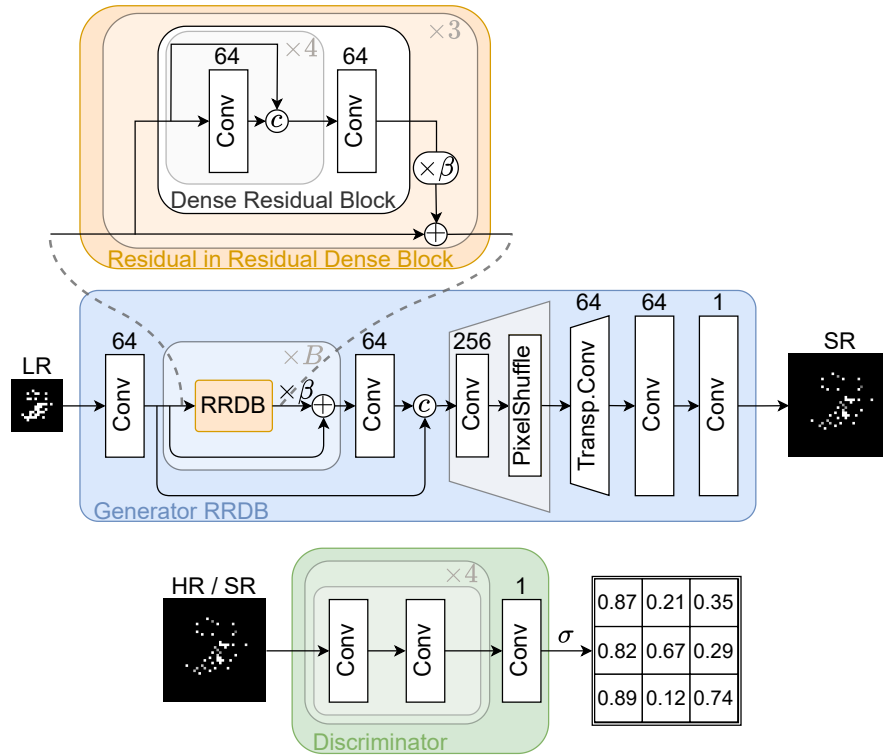 ×3
×4
64
64
Conv
c
Conv
×β
Dense Residual Block
+
Residual in Residual Dense Block
LR
64
Conv
×B
RRDB
×β
+
64
Conv
c
256
Conv
PixelShuffle
64
Transp.Conv
64
Conv
1
Conv
SR
Generator RRDB
HR / SR
×4
Conv
Conv
1
Conv
σ
0.87 0.21 0.35
0.82 0.67 0.29
0.89 0.12 0.74
Discriminator